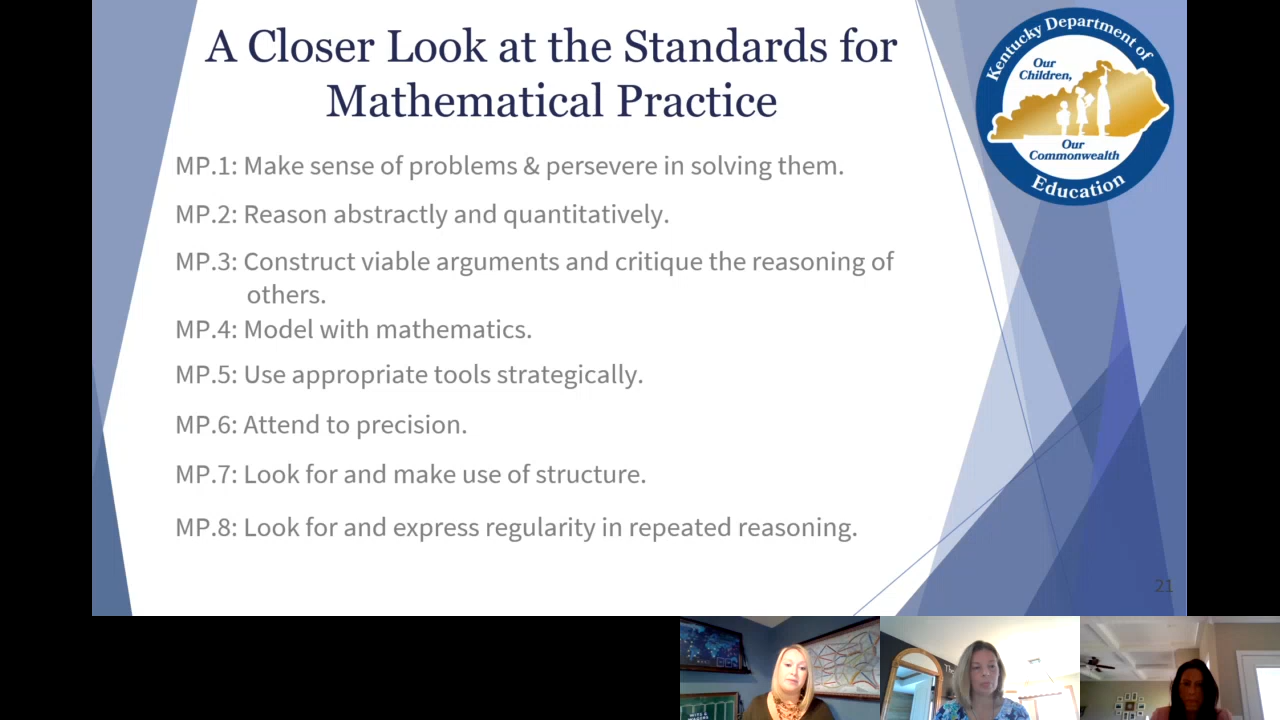 A Closer Look at the Standards for
Mathematical Practice
Kentucky Department of
Education
Our
Children,
Our
Commonwealth
MP.1: Make sense of problems & persevere in solving them.
MP.2: Reason abstractly and quantitatively.
MP.3: Construct viable arguments and critique the reasoning of
others.
MP.4: Model with mathematics.
MP.5: Use appropriate tools strategically.
MP.6: Attend to precision.
MP.7: Look for and make use of structure.
MP.8: Look for and express regularity in repeated reasoning.
21